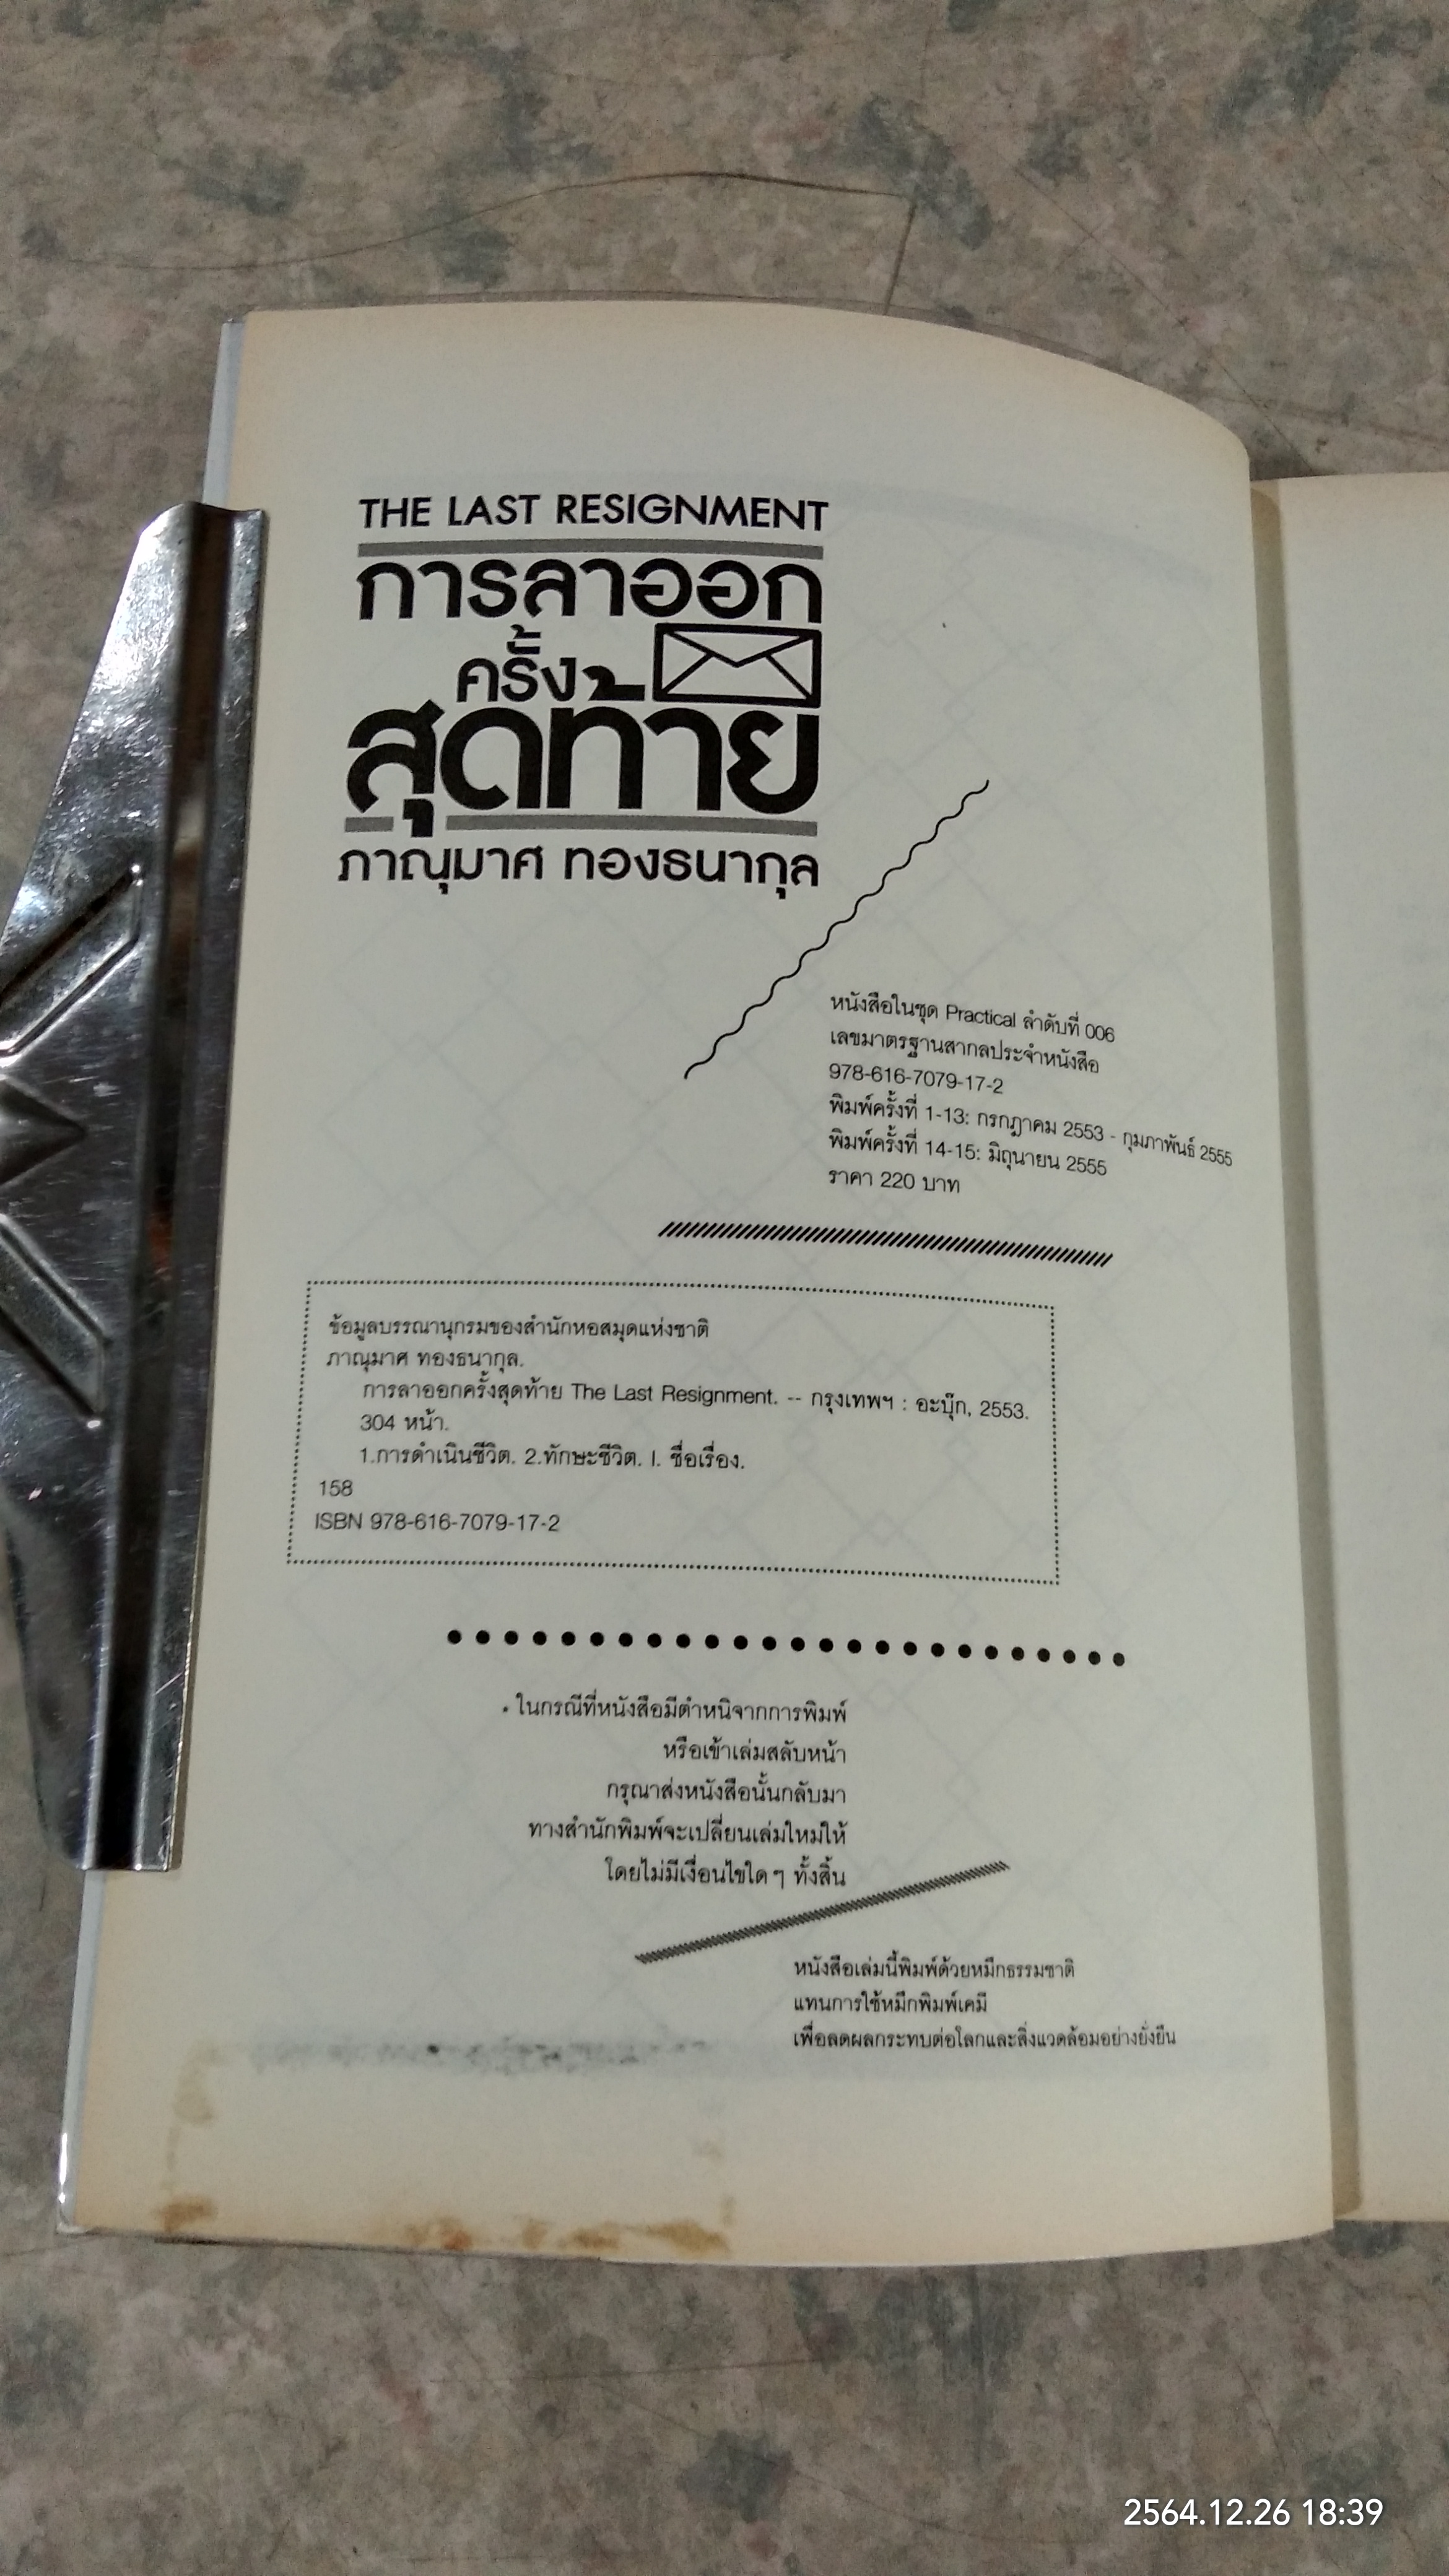 THE LAST RESIGNMENT
การลาออก
ครั้ง
สุดท้าย
ภาณุมาศ ทองธนากุล
หนังสือในชุด Practical ลำดับที่ 006
เลขมาตรฐานสากลประจำหนังสือ
978-616-7079-17-2
พิมพ์ครั้งที่ 1-13: กรกฎาคม 2553 - กุมภาพันธ์ 2555
พิมพ์ครั้งที่ 14-15: มิถุนายน 2555
ราคา 220 บาท
ข้อมูลบรรณานุกรมของสำนักหอสมุดแห่งชาติ
ภาณุมาศ ทองธนากุล.
การลาออกครั้งสุดท้าย The Last Resignment. -- กรุงเทพฯ : อะบุ๊ก, 2553.
304 หน้า.
1.การดำเนินชีวิต. 2.ทักษะชีวิต. I. ชื่อเรื่อง.
158
ISBN 978-616-7079-17-2
* ในกรณีที่หนังสือมีตำหนิจากการพิมพ์
หรือเข้าเล่มสลับหน้า
กรุณาส่งหนังสือนั้นกลับมา
ทางสำนักพิมพ์จะเปลี่ยนเล่มใหม่ให้
โดยไม่มีเงื่อนไขใด ๆ ทั้งสิ้น
หนังสือเล่มนี้พิมพ์ด้วยหมึกธรรมชาติ
แทนการใช้หมึกพิมพ์เคมี
เพื่อลดผลกระทบต่อโลกและสิ่งแวดล้อมอย่างยั่งยืน
2564.12.26 18:39